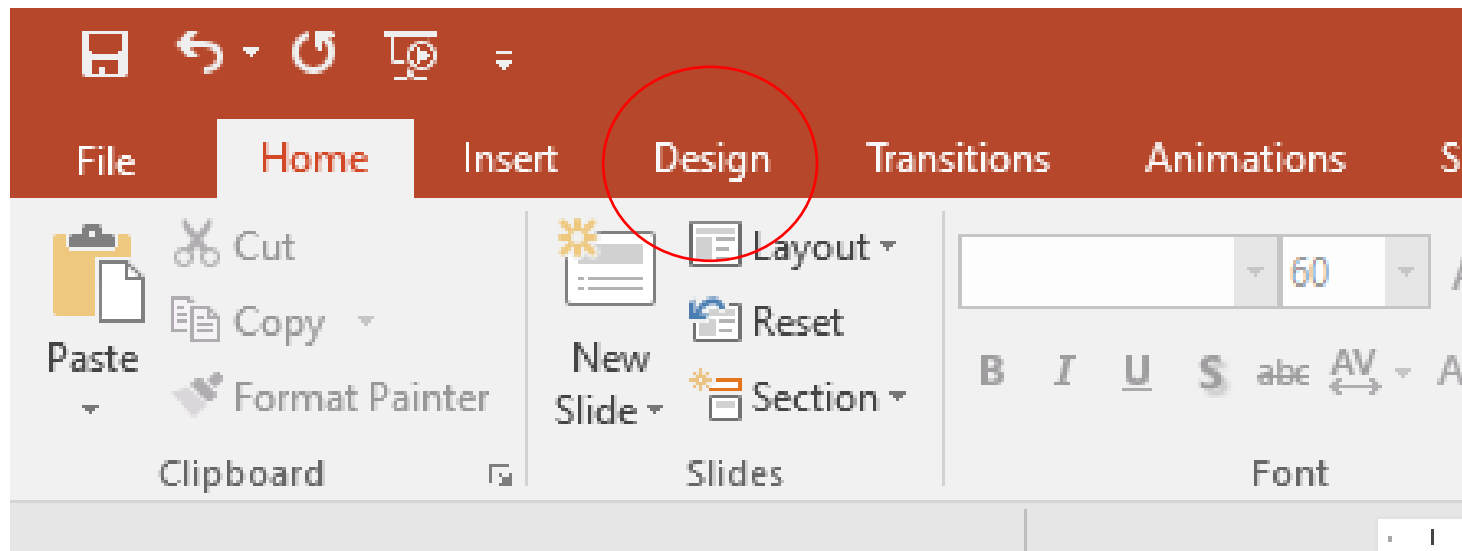 File Home Insert Design Transitions Animations S
Cut Layout 60 A
Copy Reset
Paste New B I U S abc AV A
Format Painter Slide Section
Clipboard Slides Font